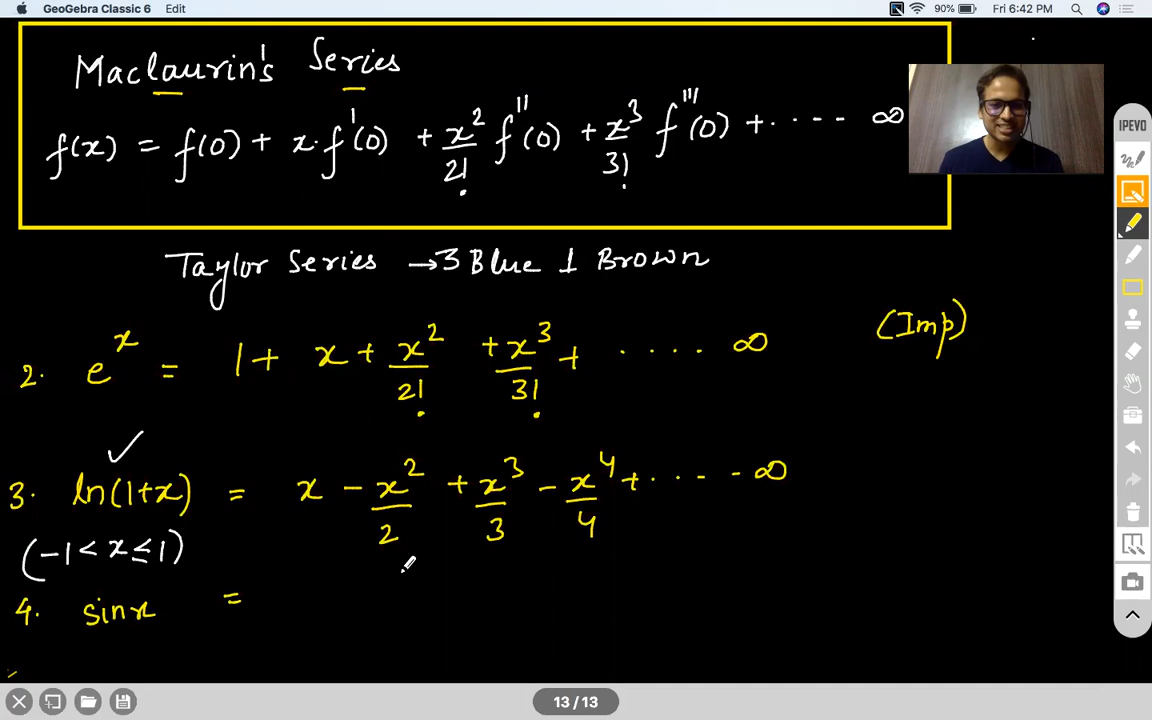 GeoGebra Classic 6 Edit 90% Fri 6:42 PM
Maclaurin's Series
f(x) = f(0) + x·f'(0) + x²/2! f''(0) + x³/3! f'''(0) + ···· ∞
IPEVO
Taylor Series → 3 Blue 1 Brown
(Imp)
2. e^x = 1 + x + x²/2! + x³/3! + ····· ∞
3. ln(1+x) = x - x²/2 + x³/3 - x⁴/4 + ···· ∞
(-1 < x ≤ 1)
4. sinx =
13 / 13